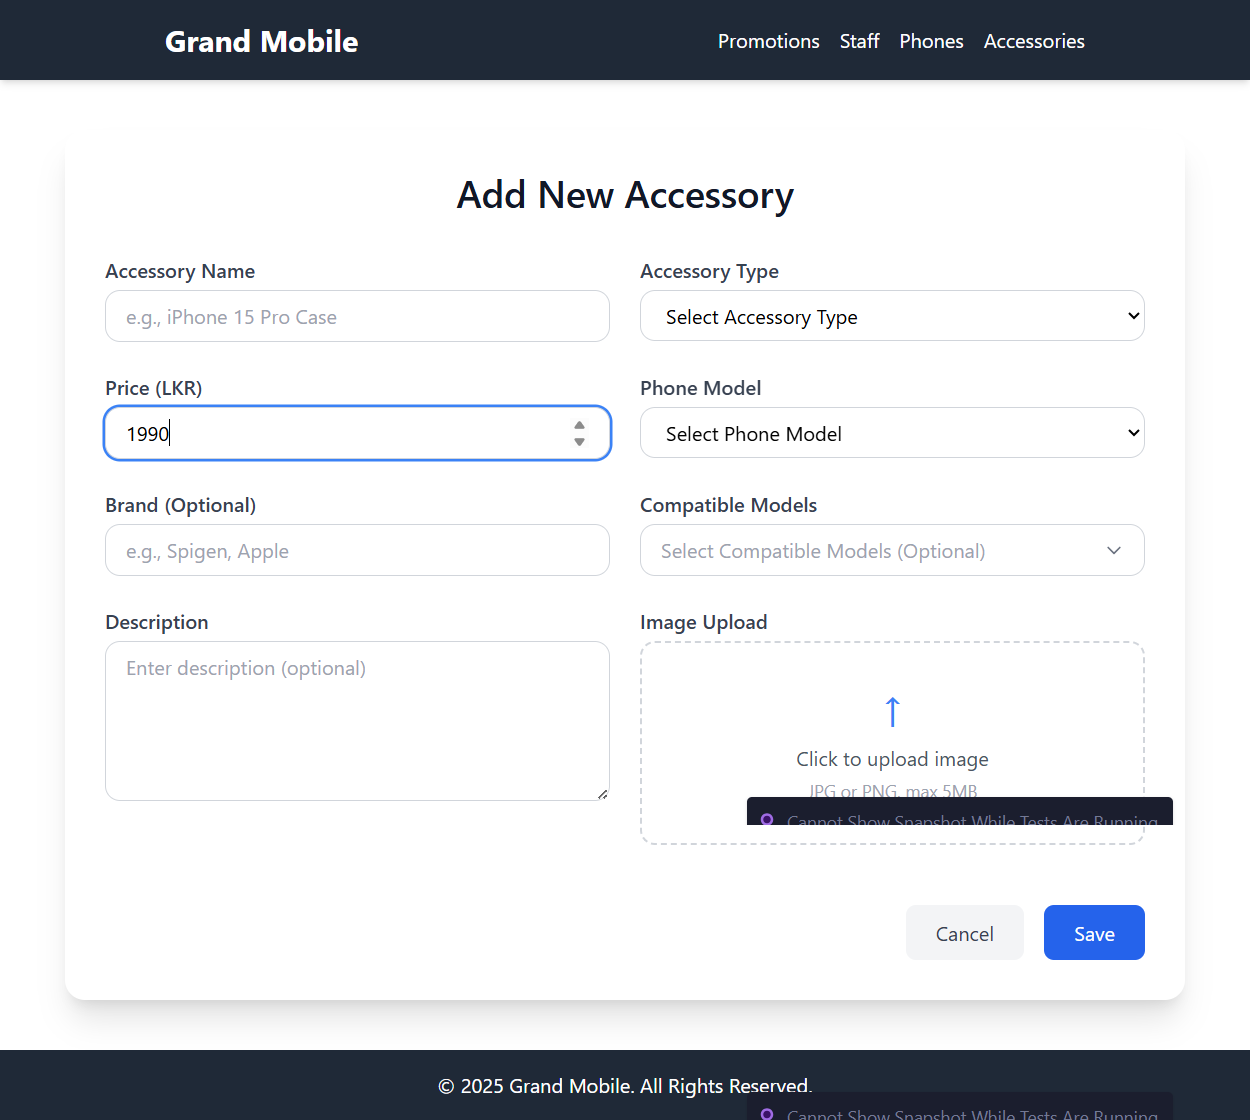 Grand Mobile
Promotions Staff Phones Accessories
Add New Accessory
Accessory Name
e.g., iPhone 15 Pro Case
Accessory Type
Select Accessory Type
Price (LKR)
1990
Phone Model
Select Phone Model
Brand (Optional)
e.g., Spigen, Apple
Compatible Models
Select Compatible Models (Optional)
Description
Enter description (optional)
Image Upload
Click to upload image
JPG or PNG, max 5MB
Cannot Show Snapshot While Tests Are Running
Cancel
Save
© 2025 Grand Mobile. All Rights Reserved.
Cannot Show Snapshot While Tests Are Running